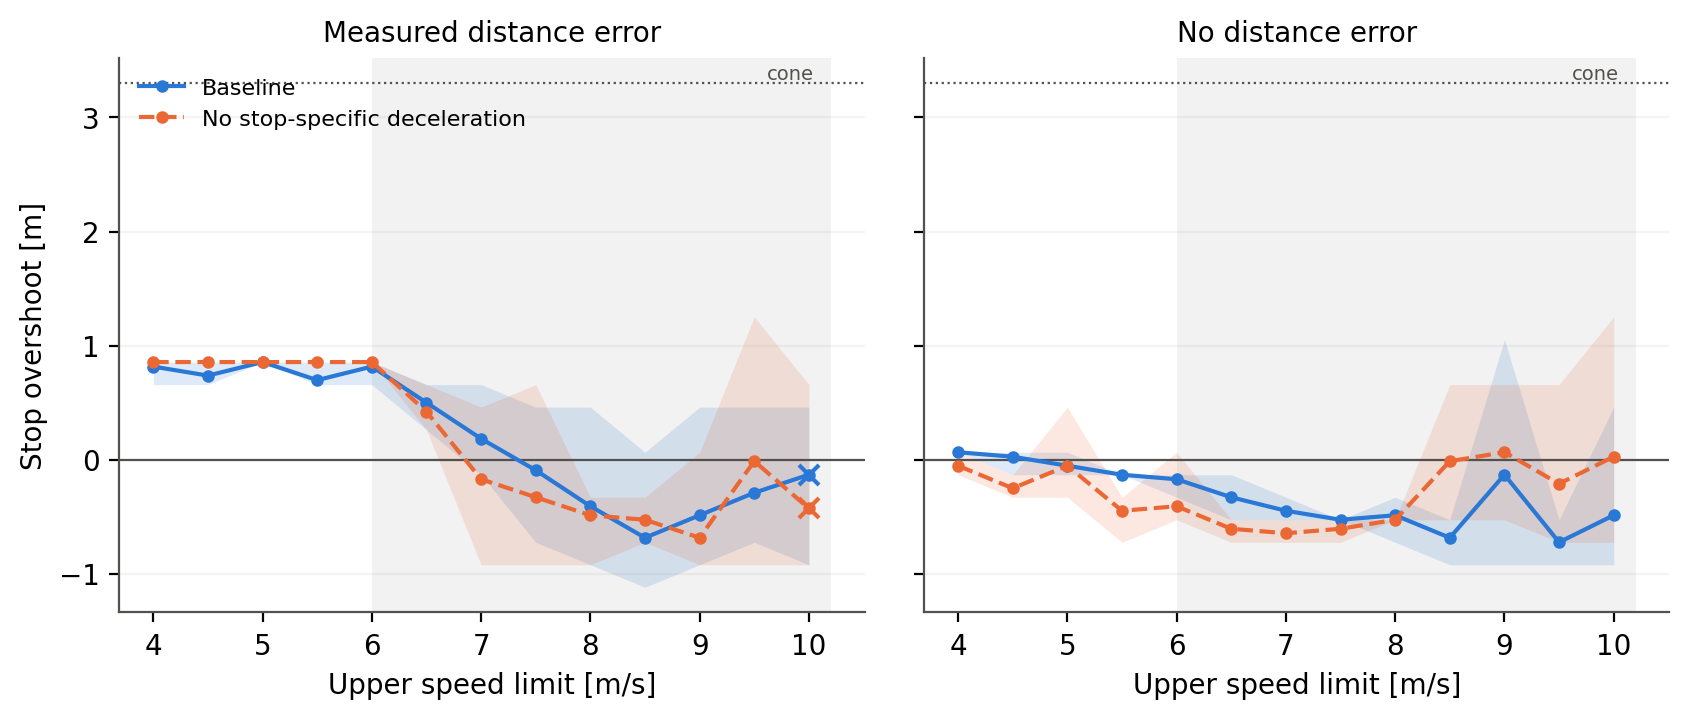 Measured distance error
No distance error
cone
cone
Baseline
No stop-specific deceleration
Stop overshoot [m]
3
2
1
0
−1
4 5 6 7 8 9 10
4 5 6 7 8 9 10
Upper speed limit [m/s]
Upper speed limit [m/s]